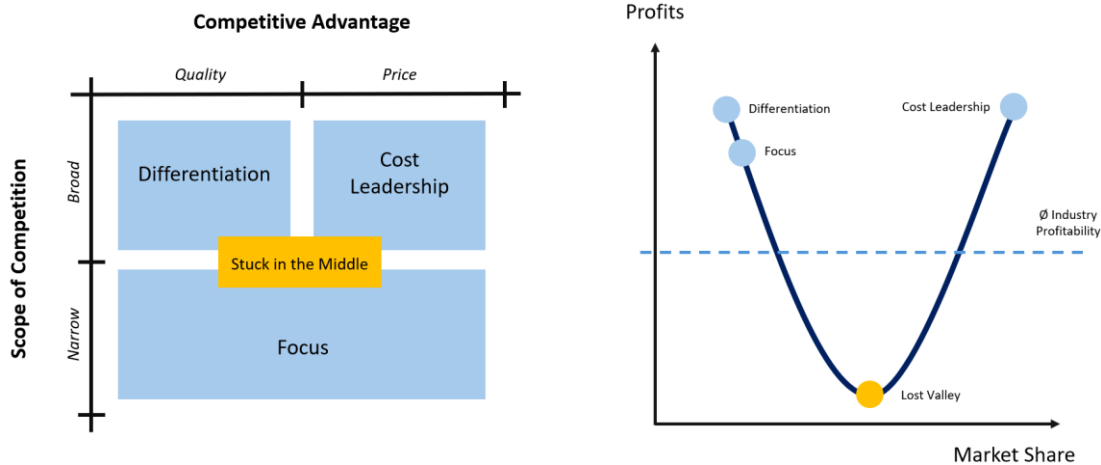 Competitive Advantage
Quality
Price
Scope of Competition
Broad
Narrow
Differentiation
Cost
Leadership
Stuck in the Middle
Focus
Profits
Differentiation
Focus
Cost Leadership
Ø Industry
Profitability
Lost Valley
Market Share